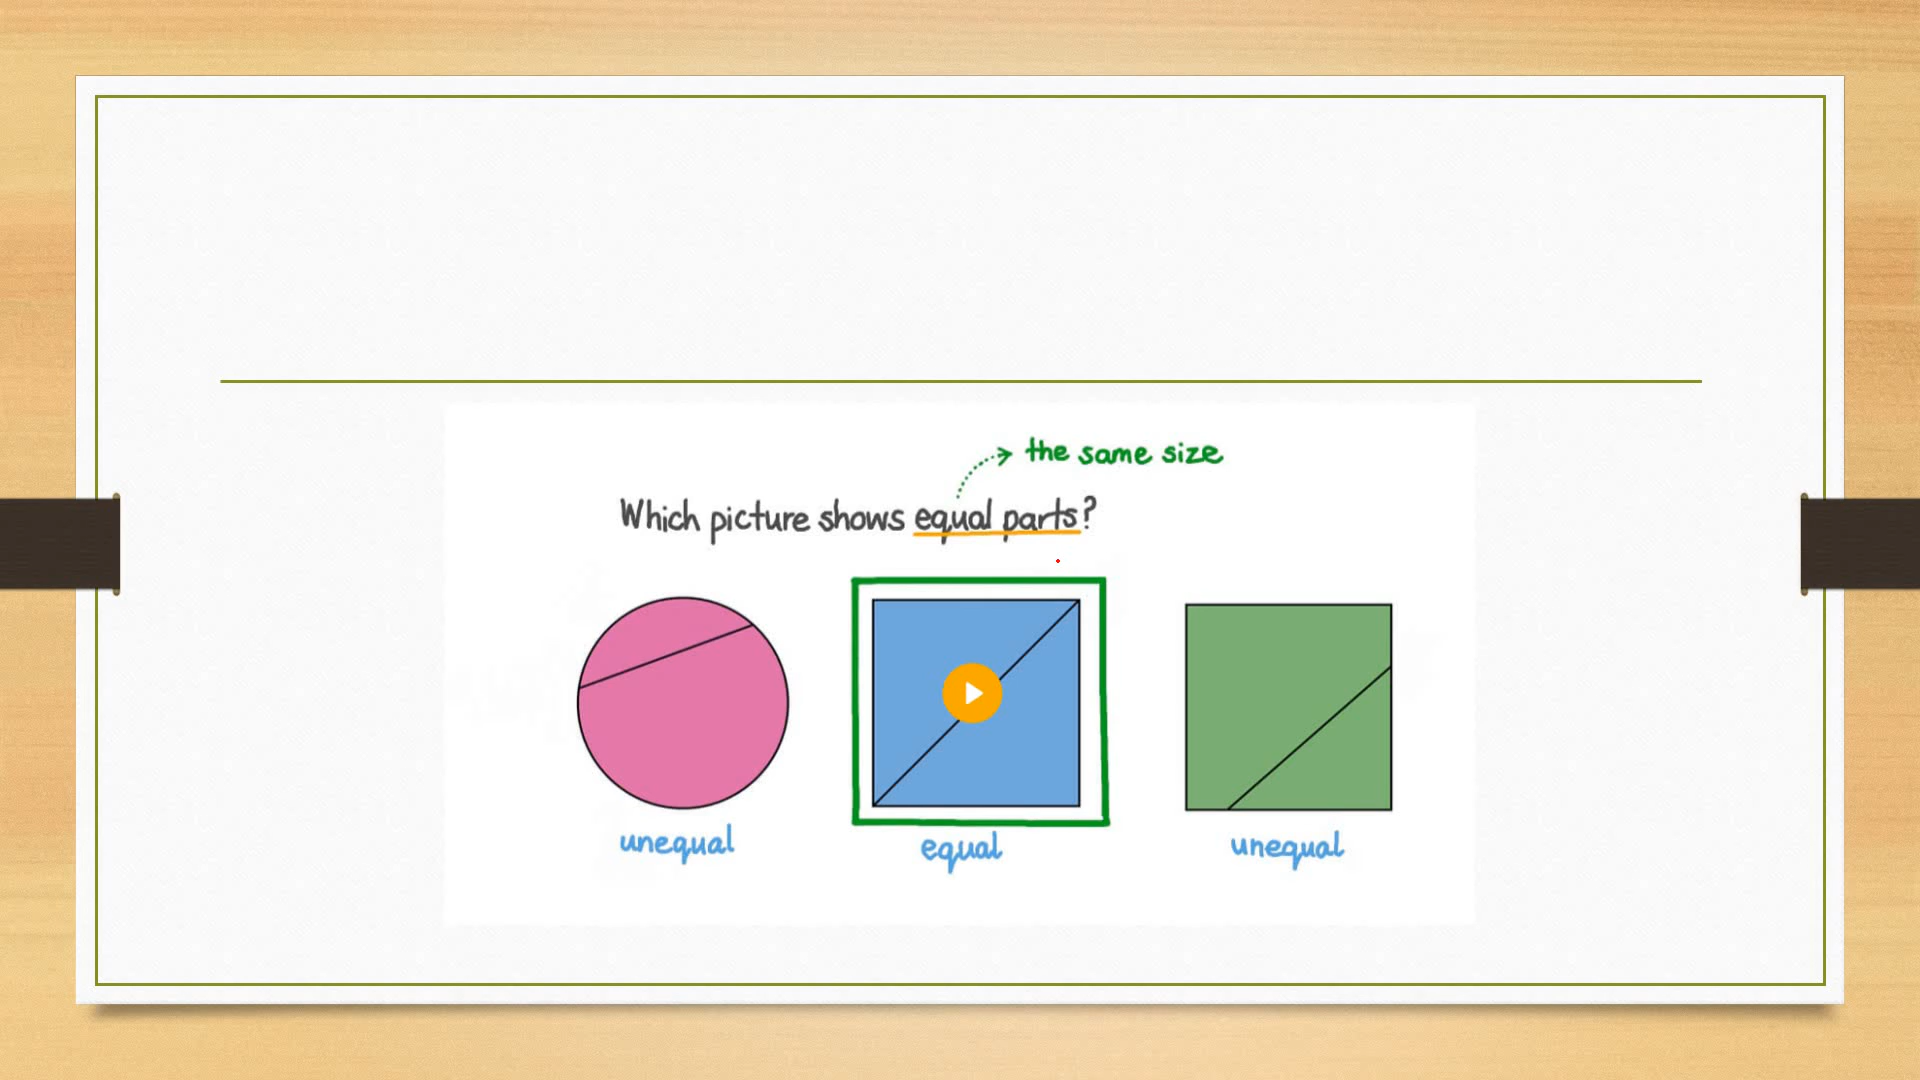 the same size
Which picture shows equal parts?
unequal
equal
unequal